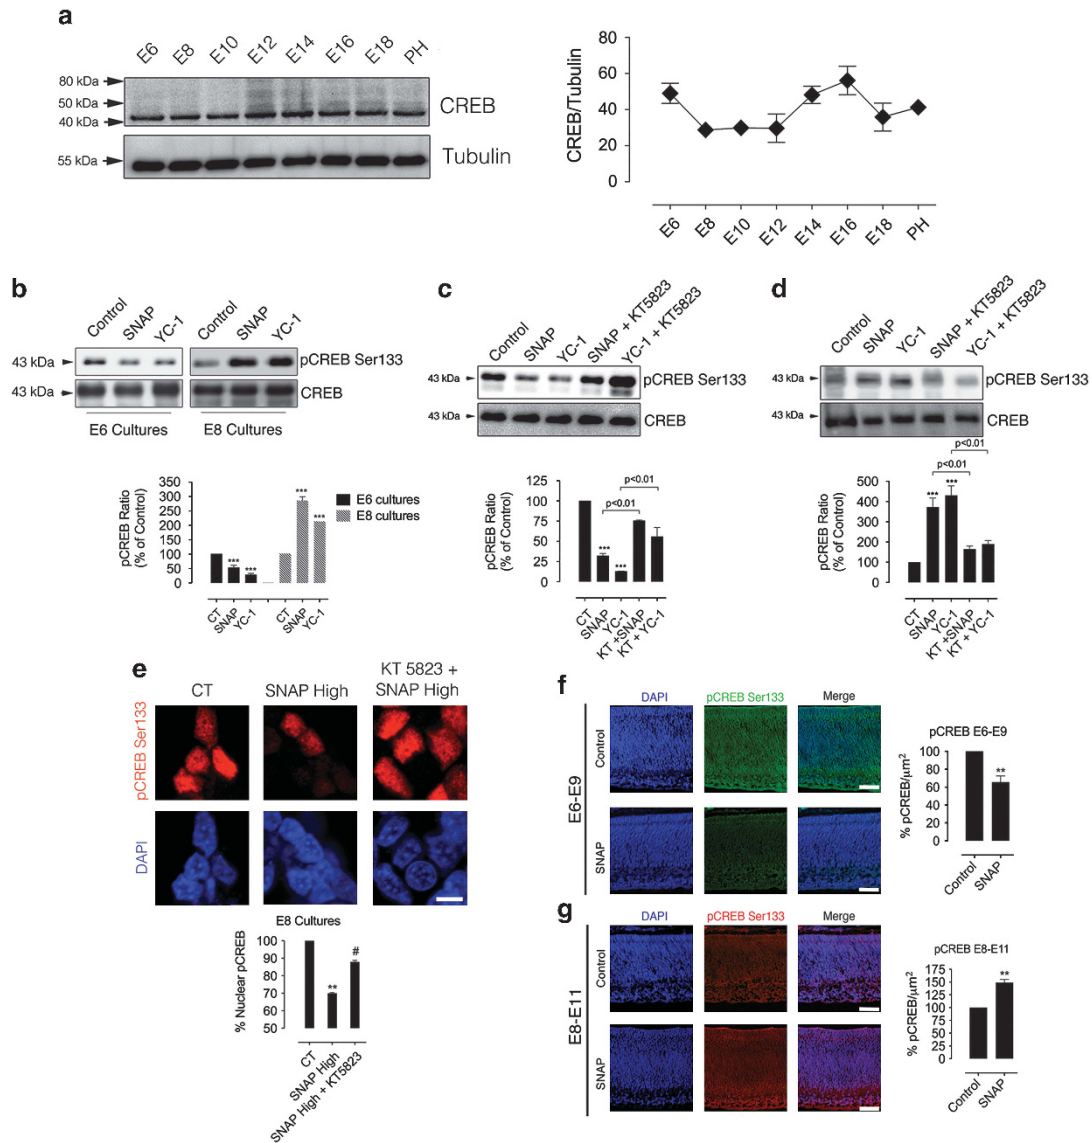 a
E6 E8 E10 E12 E14 E16 E18 PH
80 kDa
50 kDa
40 kDa
CREB
55 kDa
Tubulin
CREB/Tubulin
80
60
40
20
0
E6 E8 E10 E12 E14 E16 E18 PH
b
Control SNAP YC-1 Control SNAP YC-1
43 kDa
pCREB Ser133
43 kDa
CREB
E6 Cultures E8 Cultures
pCREB Ratio
(% of Control)
350
300
250
200
150
100
50
0
*** *** *** ***
E6 cultures
E8 cultures
CT SNAP YC-1 CT SNAP YC-1
c
Control SNAP YC-1 SNAP + KT5823 YC-1 + KT5823
43 kDa
pCREB Ser133
43 kDa
CREB
pCREB Ratio
(% of Control)
100
75
50
25
0
p<0.01
p<0.01
*** ***
CT SNAP YC-1 KT +SNAP KT + YC-1
d
Control SNAP YC-1 SNAP + KT5823 YC-1 + KT5823
43 kDa
pCREB Ser133
43 kDa
CREB
p<0.01
p<0.01
pCREB Ratio
(% of Control)
500
400
300
200
100
0
*** ***
CT SNAP YC-1 KT+SNAP KT + YC-1
e
CT SNAP High KT 5823 +
SNAP High
pCREB Ser133
DAPI
E8 Cultures
% Nuclear pCREB
100
90
80
70
60
50
** #
CT
SNAP High
SNAP High + KT5823
f
DAPI pCREB Ser133 Merge
E6-E9
Control
SNAP
pCREB E6-E9
% pCREB/μm2
100
80
60
40
20
0
**
Control SNAP
g
DAPI pCREB Ser133 Merge
E8-E11
Control
SNAP
pCREB E8-E11
% pCREB/μm2
150
125
100
75
50
25
0
**
Control SNAP